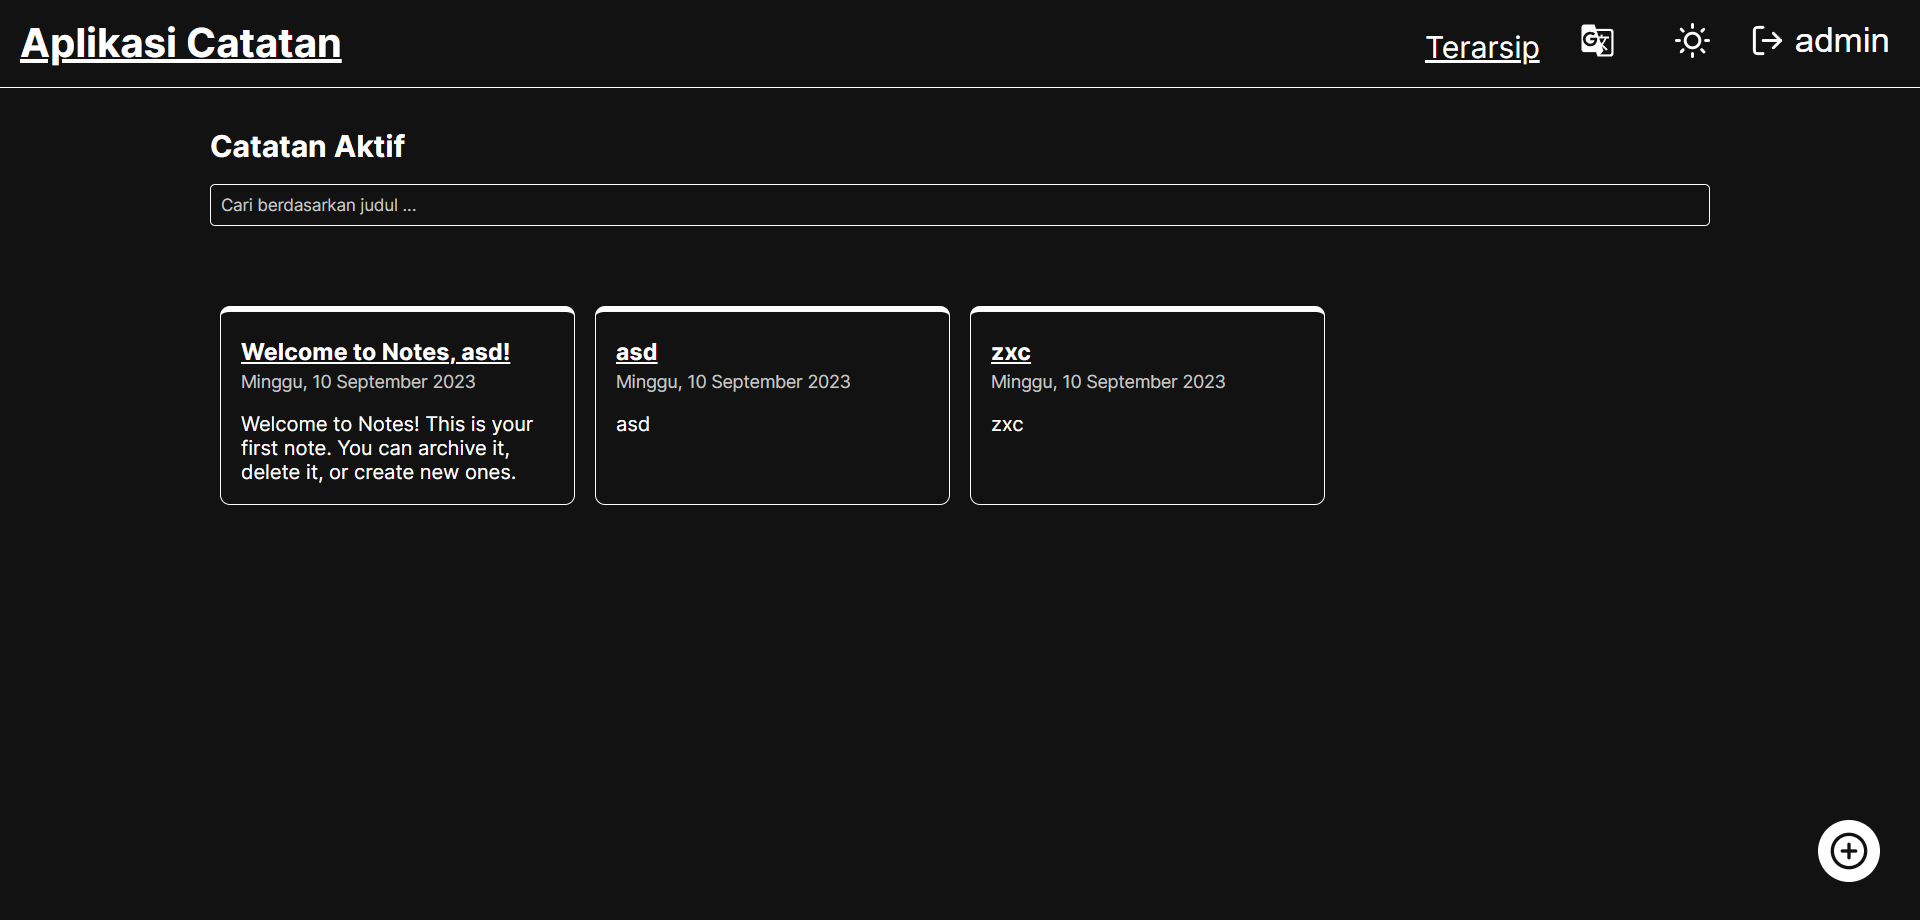 Aplikasi Catatan
Terarsip
admin
Catatan Aktif
Cari berdasarkan judul ...
Welcome to Notes, asd!
Minggu, 10 September 2023
Welcome to Notes! This is your
first note. You can archive it,
delete it, or create new ones.
asd
Minggu, 10 September 2023
asd
zxc
Minggu, 10 September 2023
zxc